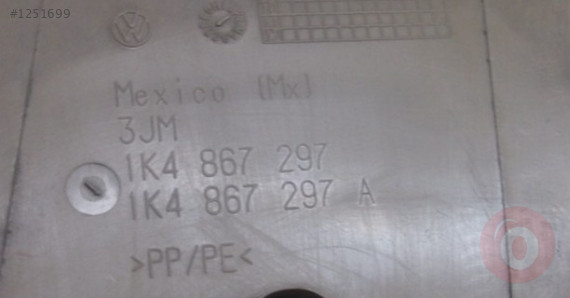 #1251699
Mexico (Mx)
3JM
1K4 867 297
1K4 867 297 A
>PP/PE<